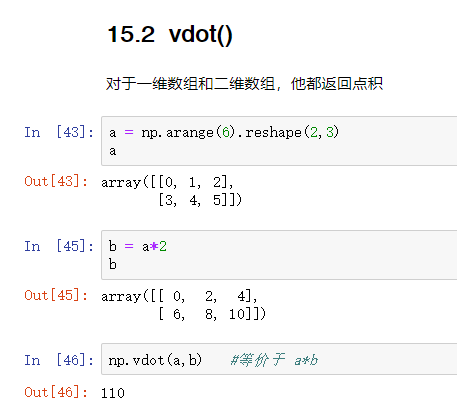 15.2 vdot()
对于一维数组和二维数组，他都返回点积
In [43]: a = np.arange(6).reshape(2,3)
a
Out[43]: array([[0, 1, 2],
[3, 4, 5]])
In [45]: b = a*2
b
Out[45]: array([[ 0,  2,  4],
[ 6,  8, 10]])
In [46]: np.vdot(a,b)   #等价于 a*b
Out[46]: 110